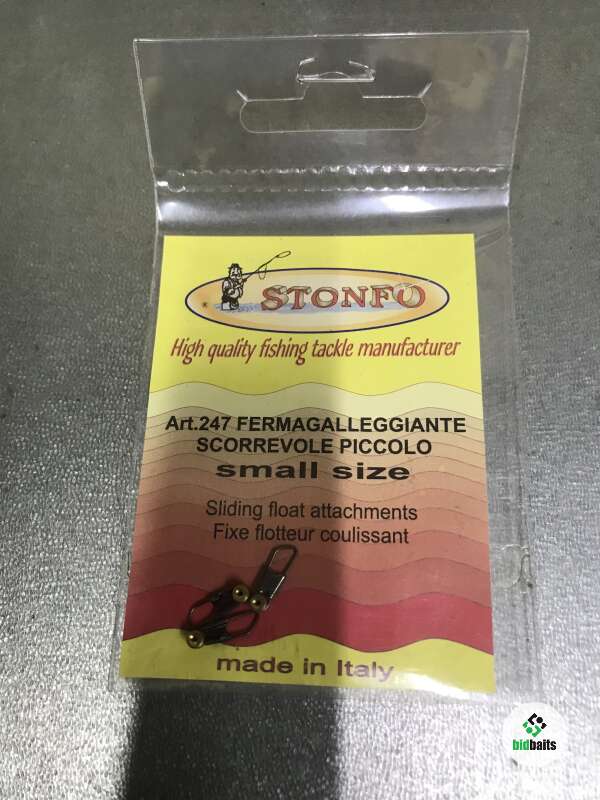 STONFO
High quality fishing tackle manufacturer
Art.247 FERMAGALLEGGIANTE
SCORREVOLE PICCOLO
small size
Sliding float attachments
Fixe flotteur coulissant
made in Italy
bidbaits